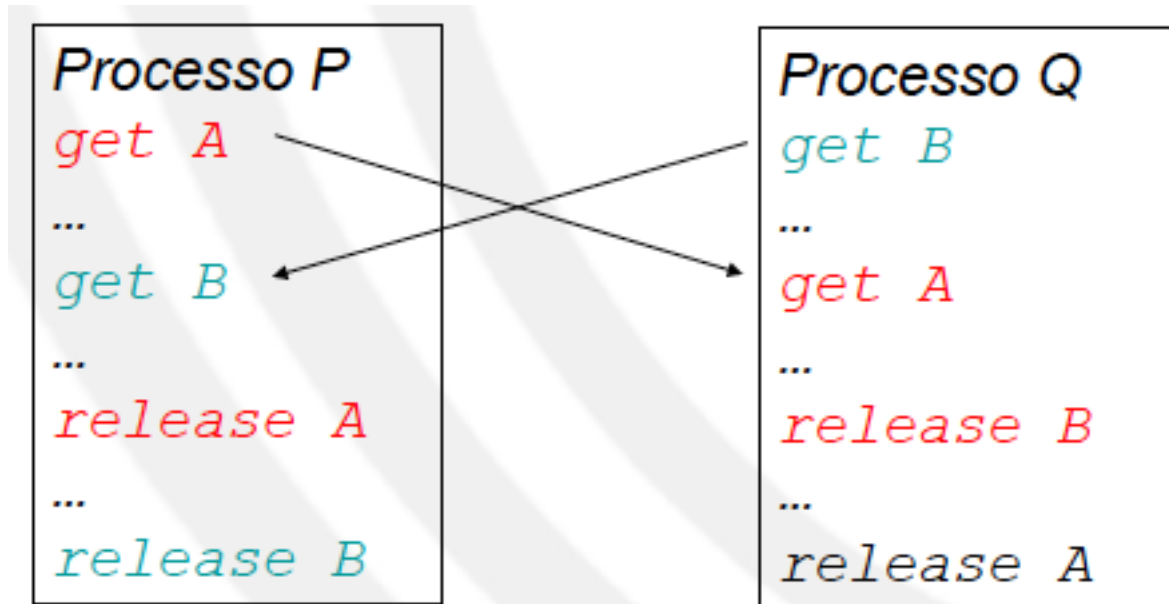 Processo P
get A
…
get B
…
release A
…
release B
Processo Q
get B
…
get A
…
release B
…
release A